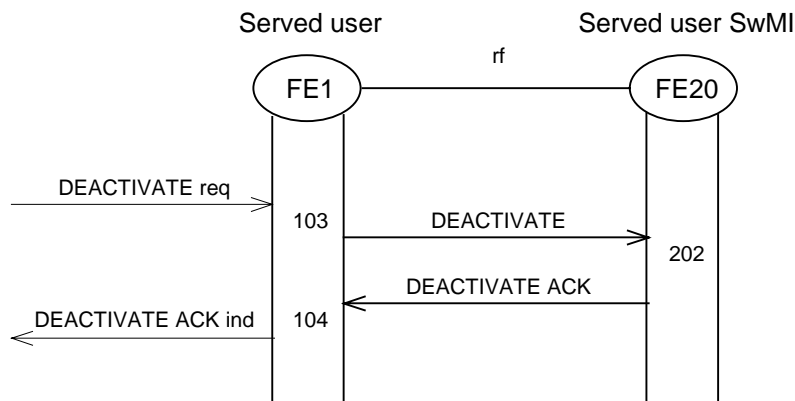 Served user
Served user SwMI
rf
FE1
FE20
DEACTIVATE req
103
DEACTIVATE
202
DEACTIVATE ACK
DEACTIVATE ACK ind
104